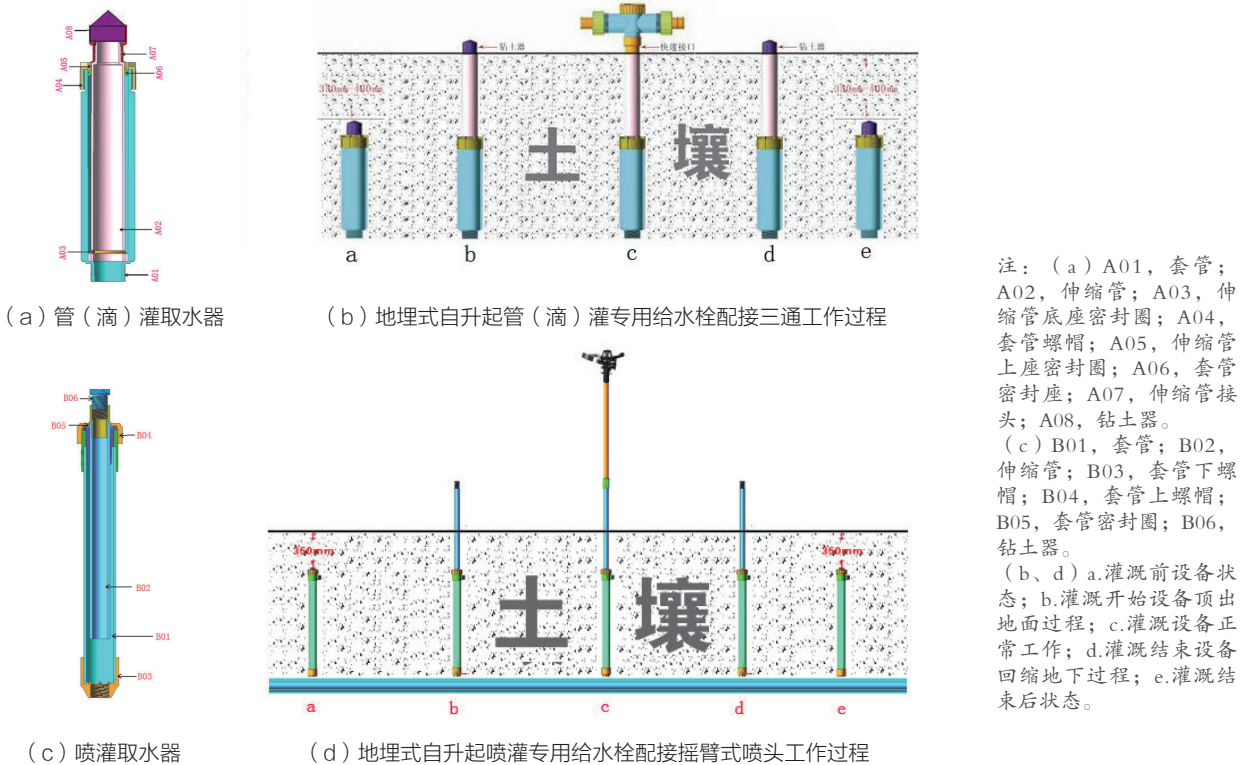 A08
A07
A05
A06
A04
A02
A03
A01
（a）管（滴）灌取水器
钻土器
快速接口
钻土器
350mm-400mm
350mm-400mm
土 壤
a
b
c
d
e
（b）地埋式自升起管（滴）灌专用给水栓配接三通工作过程
B06
B05
B04
B02
B01
B03
（c）喷灌取水器
350mm
350mm
土 壤
a
b
c
d
e
（d）地埋式自升起喷灌专用给水栓配接摇臂式喷头工作过程
注：（a）A01，套管；
A02，伸缩管；A03，伸
缩管底座密封圈；A04，
套管螺帽；A05，伸缩管
上座密封圈；A06，套管
密封座；A07，伸缩管接
头；A08，钻土器。
（c）B01，套管；B02，
伸缩管；B03，套管下螺
帽；B04，套管上螺帽；
B05，套管密封圈；B06，
钻土器。
（b、d）a.灌溉前设备状
态；b.灌溉开始设备顶出
地面过程；c.灌溉设备正
常工作；d.灌溉结束设备
回缩地下过程；e.灌溉结
束后状态。